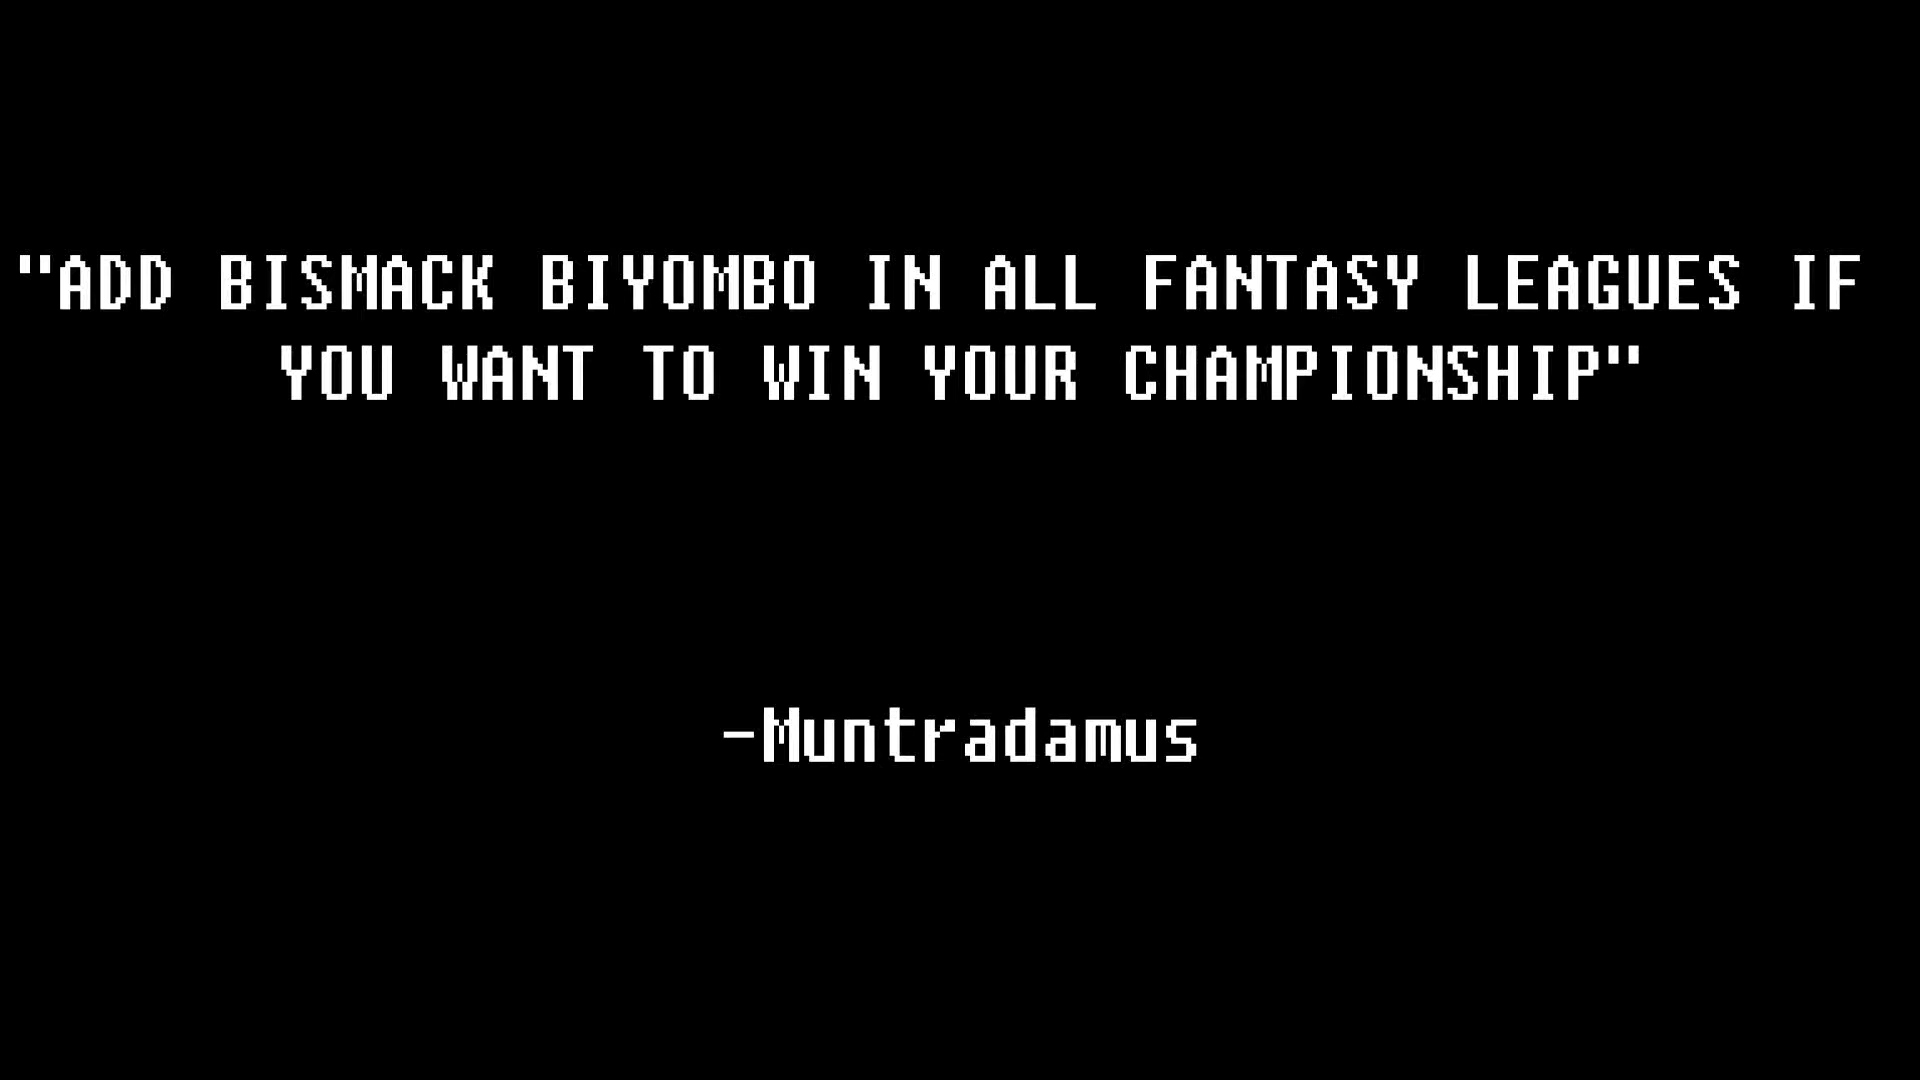 "ADD BISMACK BIYOMBO IN ALL FANTASY LEAGUES IF
YOU WANT TO WIN YOUR CHAMPIONSHIP"
-Muntradamus